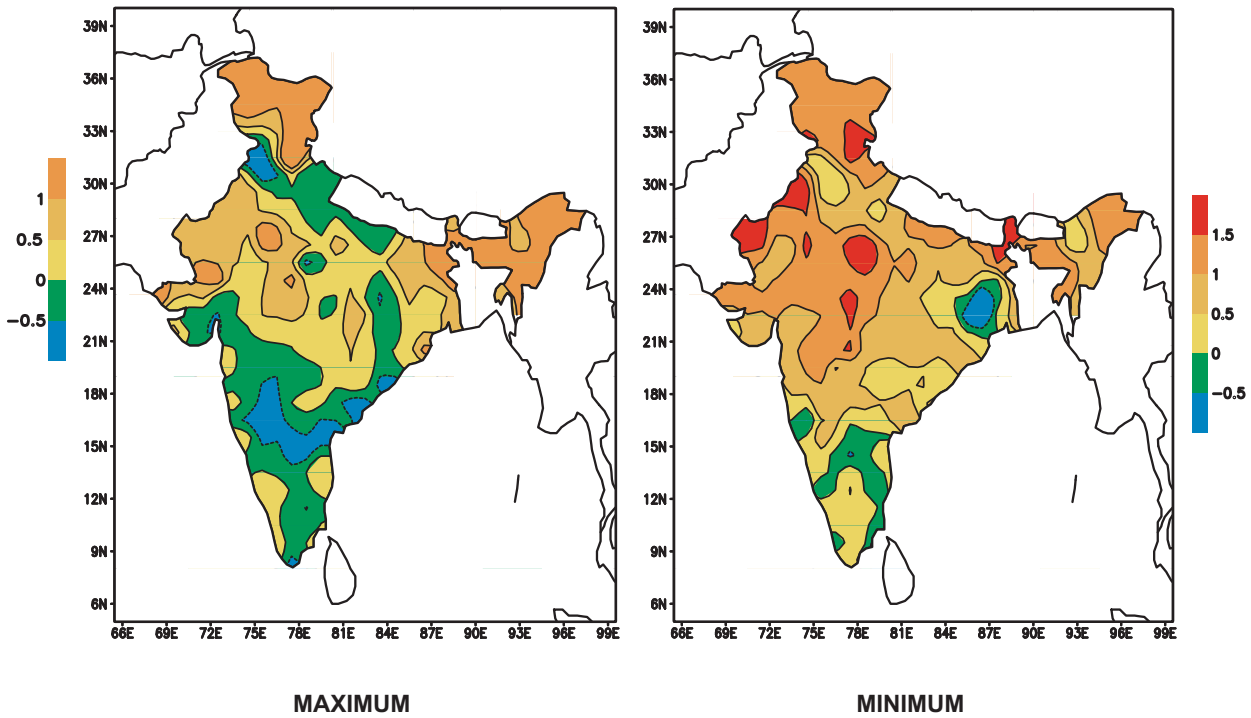 39N
36N
33N
30N
27N
24N
21N
18N
15N
12N
9N
6N
66E 69E 72E 75E 78E 81E 84E 87E 90E 93E 96E 99E
1
0.5
0
−0.5
MAXIMUM
39N
36N
33N
30N
27N
24N
21N
18N
15N
12N
9N
6N
66E 69E 72E 75E 78E 81E 84E 87E 90E 93E 96E 99E
1.5
1
0.5
0
−0.5
MINIMUM